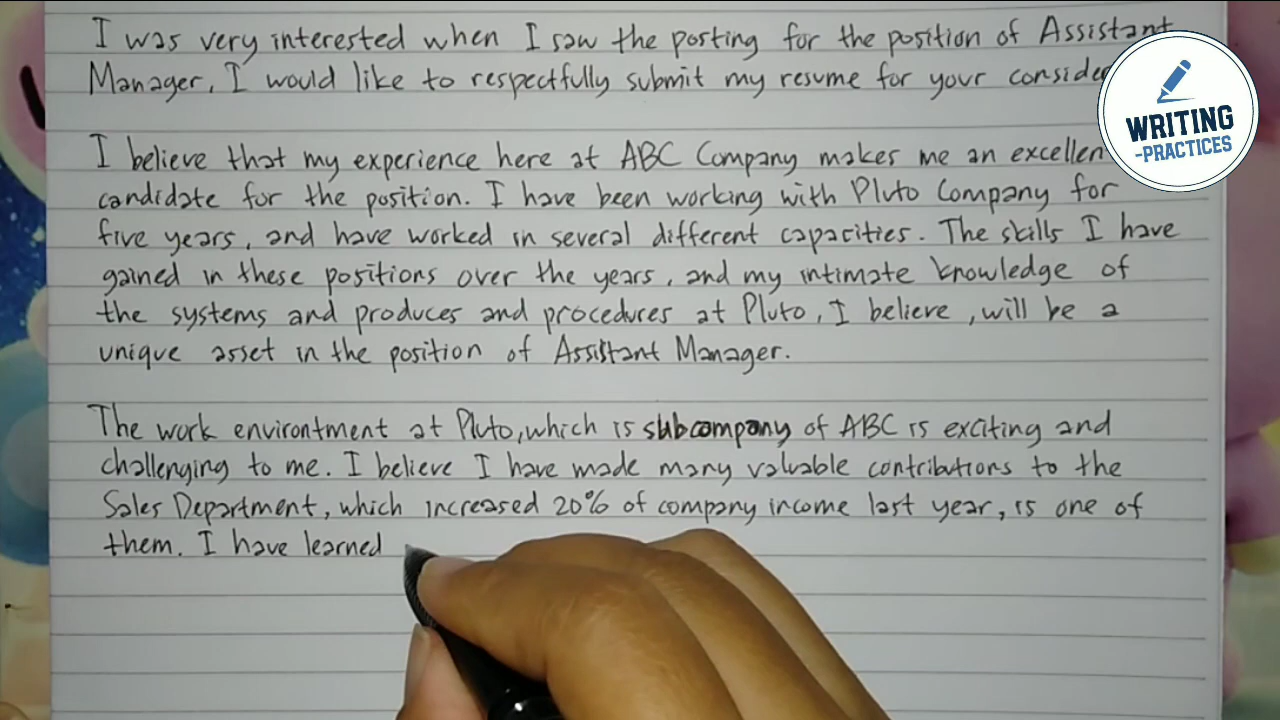 I was very interested when I saw the posting for the position of Assistant
Manager, I would like to respectfully submit my resume for your
I believe that my experience here at ABC Company makes me an
candidate for the position. I have been working with Pluto Company for
five years, and have worked in several different capacities. The skills I have
gained in these positions over the years, and my intimate knowledge of
the systems and produces and procedures at Pluto, I believe, will be a
unique asset in the position of Assistant Manager.
The work environtment at Pluto, which is subcompany of ABC is exciting and
challenging to me. I believe I have made many valuable contributions to the
Sales Department, which increased 20% of company income last year, is one of
them. I have learned
WRITING
-PRACTICES